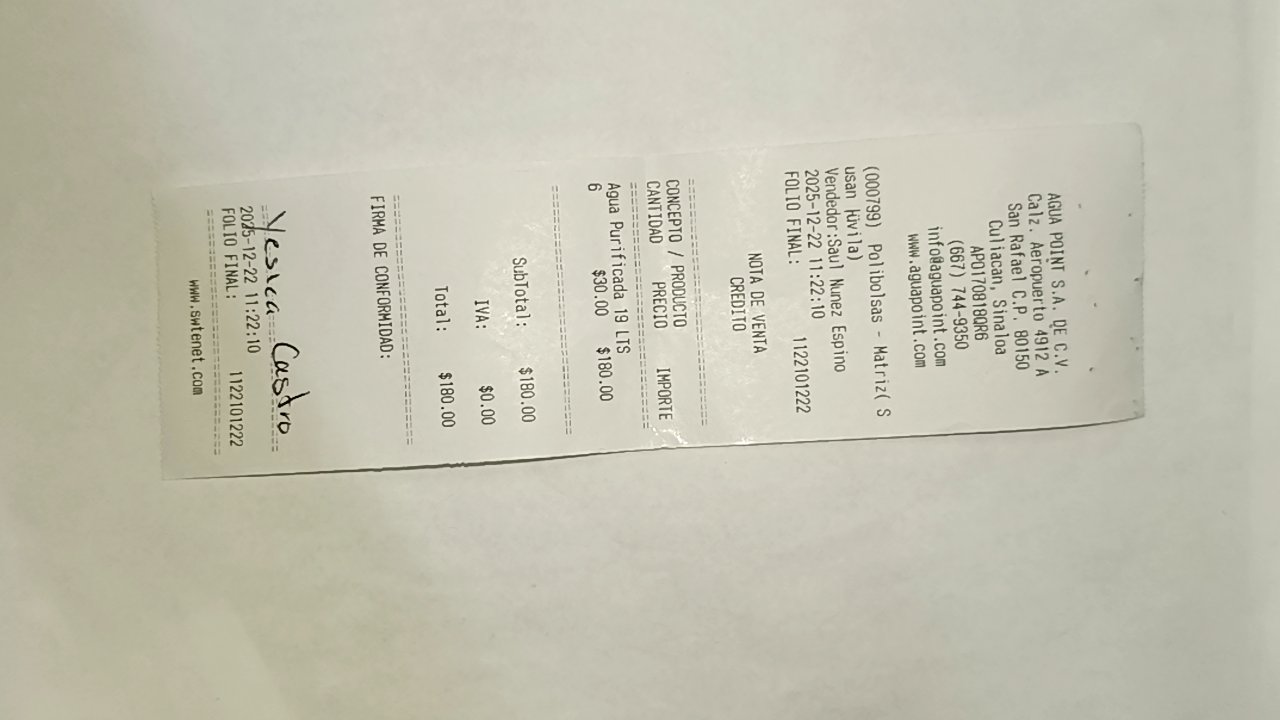 AGUA POINT S.A. DE C.V.
Calz. Aeropuerto 4912 A
San Rafael C.P. 80150
Culiacan, Sinaloa
APO170818QR6
(667) 744-9350
info@aguapoint.com
www.aguapoint.com
NOTA DE VENTA
CREDITO
(000799) Polibolsas - Matriz( S
usan Hüvila)
Vendedor:Saul Nunez Espino
2025-12-22 11:22:10
FOLIO FINAL: 1122101222
CONCEPTO / PRODUCTO
CANTIDAD PRECIO IMPORTE
Agua Purificada 19 LTS
6 $30.00 $180.00
SubTotal: $180.00
IVA: $0.00
Total: $180.00
FIRMA DE CONFORMIDAD:
Yesica Castro
2025-12-22 11:22:10
FOLIO FINAL: 1122101222
www.swtenet.com